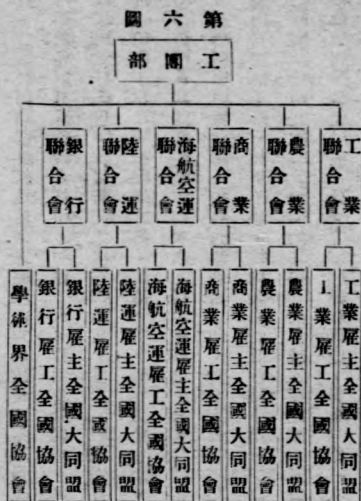 第六圖
工團部
工業聯合會
農業聯合會
商業聯合會
海航空運聯合會
陸運聯合會
銀行聯合會
工業雇主全國大同盟
工業雇工全國協會
農業雇主全國大同盟
農業雇工全國協會
商業雇主全國大同盟
商業雇工全國協會
海航空運雇主全國大同盟
海航空運雇工全國協會
陸運雇主全國大同盟
陸運雇工全國協會
銀行雇主全國大同盟
銀行雇工全國協會
學術界全國協會